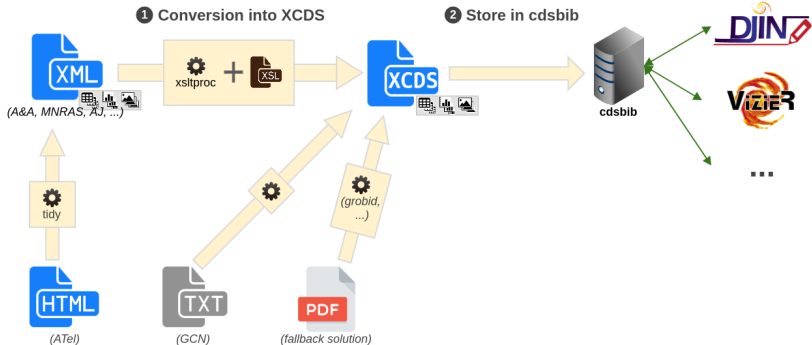 1 Conversion into XCDS
2 Store in cdsbib
DJIN
XML
xsltproc
+
XSL
XCDS
cdsbib
VIZIER
(A&A, MNRAS, AJ, ...)
...
tidy
(grobid,
...)
HTML
TXT
PDF
(ATel)
(GCN)
(fallback solution)